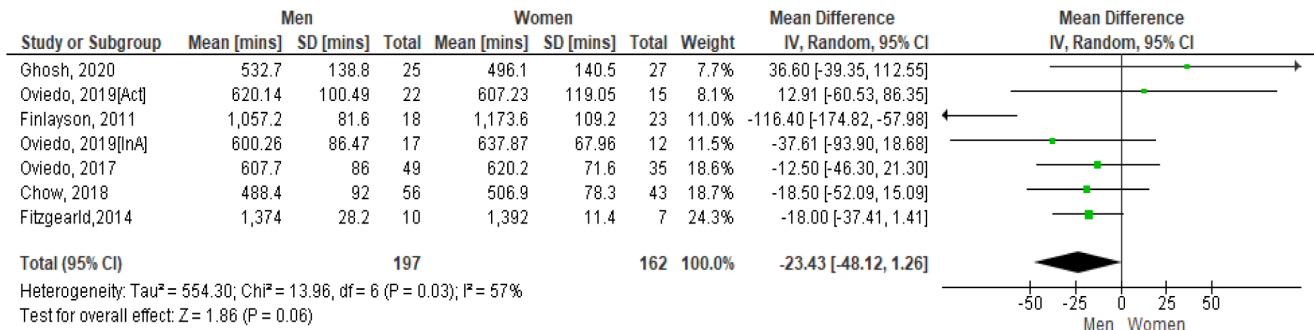 Men Women Mean Difference Mean Difference
Study or Subgroup Mean [mins] SD [mins] Total Mean [mins] SD [mins] Total Weight IV, Random, 95% CI IV, Random, 95% CI
Ghosh, 2020 532.7 138.8 25 496.1 140.5 27 7.7% 36.60 [-39.35, 112.55]
Oviedo, 2019[Act] 620.14 100.49 22 607.23 119.05 15 8.1% 12.91 [-60.53, 86.35]
Finlayson, 2011 1,057.2 81.6 18 1,173.6 109.2 23 11.0% -116.40 [-174.82, -57.98]
Oviedo, 2019[InA] 600.26 86.47 17 637.87 67.96 12 11.5% -37.61 [-93.90, 18.68]
Oviedo, 2017 607.7 86 49 620.2 71.6 35 18.6% -12.50 [-46.30, 21.30]
Chow, 2018 488.4 92 56 506.9 78.3 43 18.7% -18.50 [-52.09, 15.09]
Fitzgearld,2014 1,374 28.2 10 1,392 11.4 7 24.3% -18.00 [-37.41, 1.41]
Total (95% CI) 197 162 100.0% -23.43 [-48.12, 1.26]
Heterogeneity: Tau² = 554.30; Chi² = 13.96, df = 6 (P = 0.03); I² = 57%
Test for overall effect: Z = 1.86 (P = 0.06)
-50 -25 0 25 50
Men Women